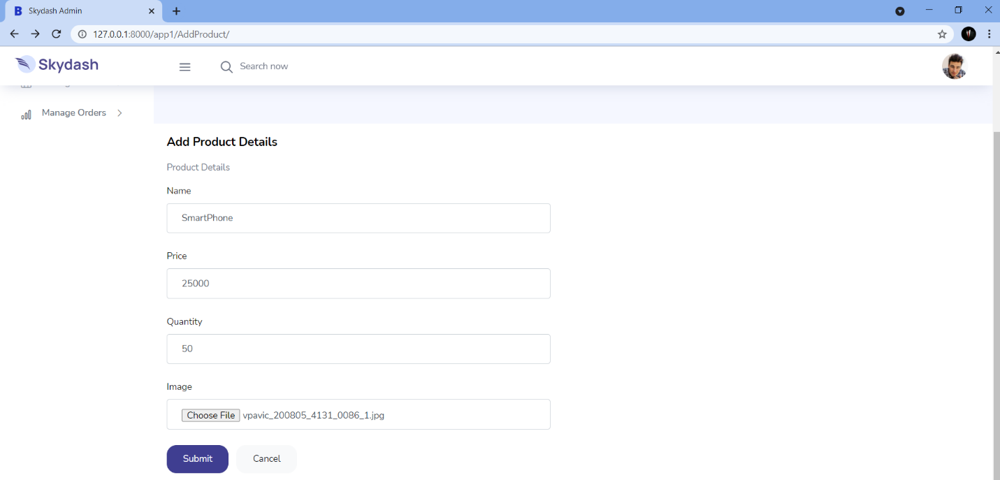 Skydash Admin
127.0.0.1:8000/app1/AddProduct/
Skydash
Search now
Manage Orders
Add Product Details
Product Details
Name
SmartPhone
Price
25000
Quantity
50
Image
Choose File vpavic_200805_4131_0086_1.jpg
Submit Cancel